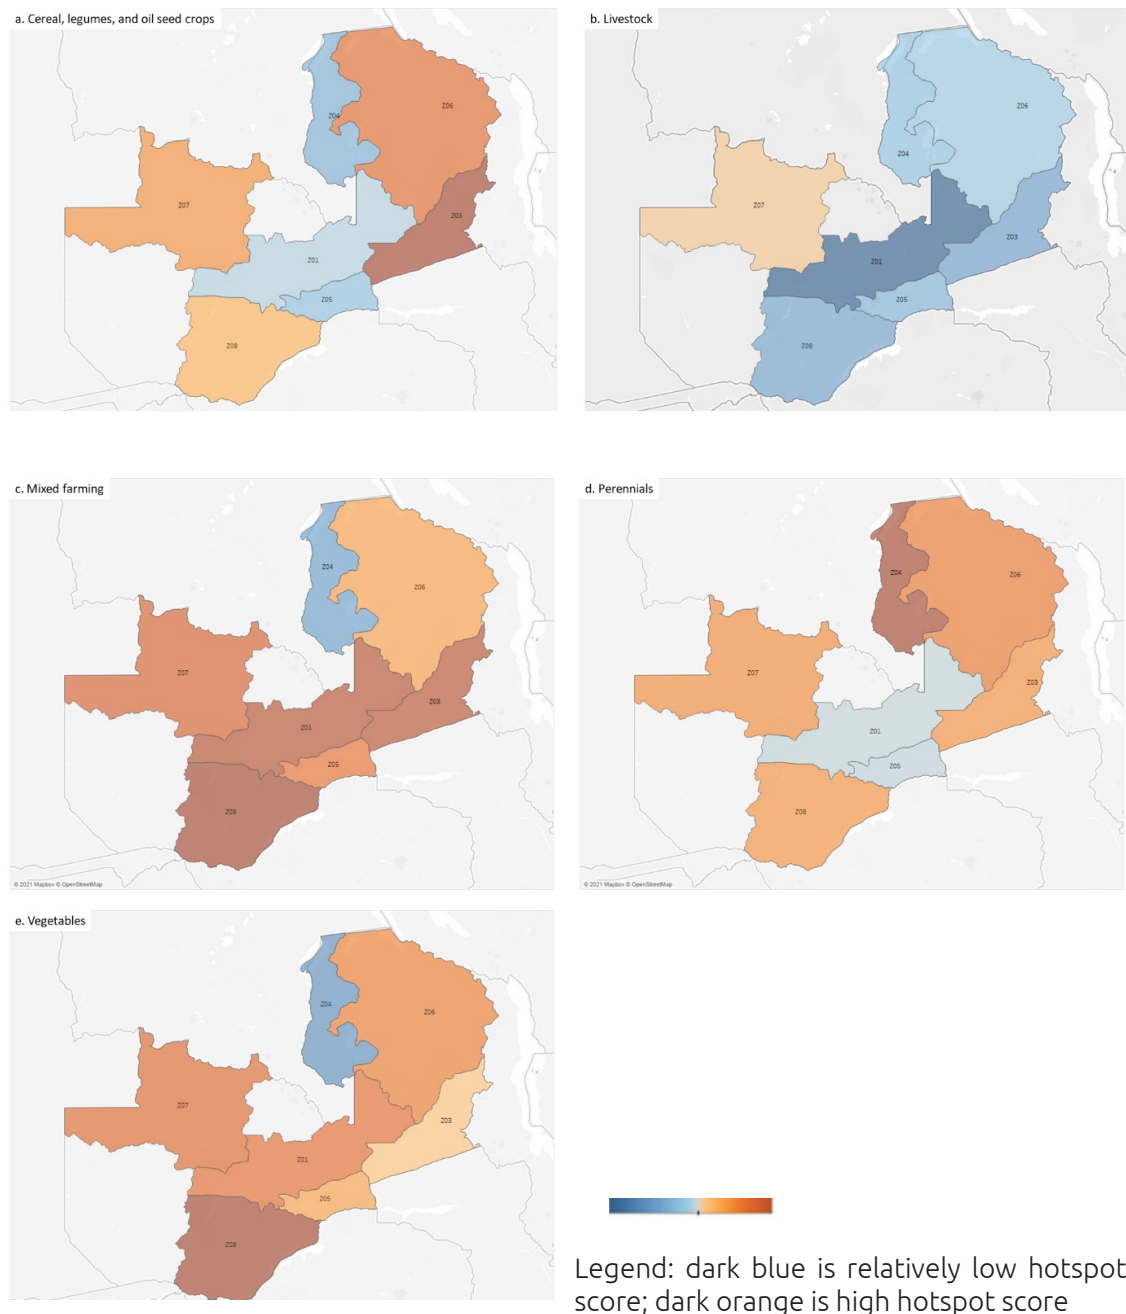 a. Cereal, legumes, and oil seed crops
Z04
Z06
Z07
Z03
Z01
Z05
Z08
b. Livestock
Z06
Z04
Z07
Z03
Z01
Z05
Z08
c. Mixed farming
Z04
Z06
Z07
Z03
Z01
Z05
Z08
© 2021 Mapbox © OpenStreetMap
d. Perennials
Z04
Z06
Z07
Z03
Z01
Z05
Z08
© 2021 Mapbox © OpenStreetMap
e. Vegetables
Z04
Z06
Z07
Z03
Z01
Z05
Z08
Legend: dark blue is relatively low hotspot
score; dark orange is high hotspot score